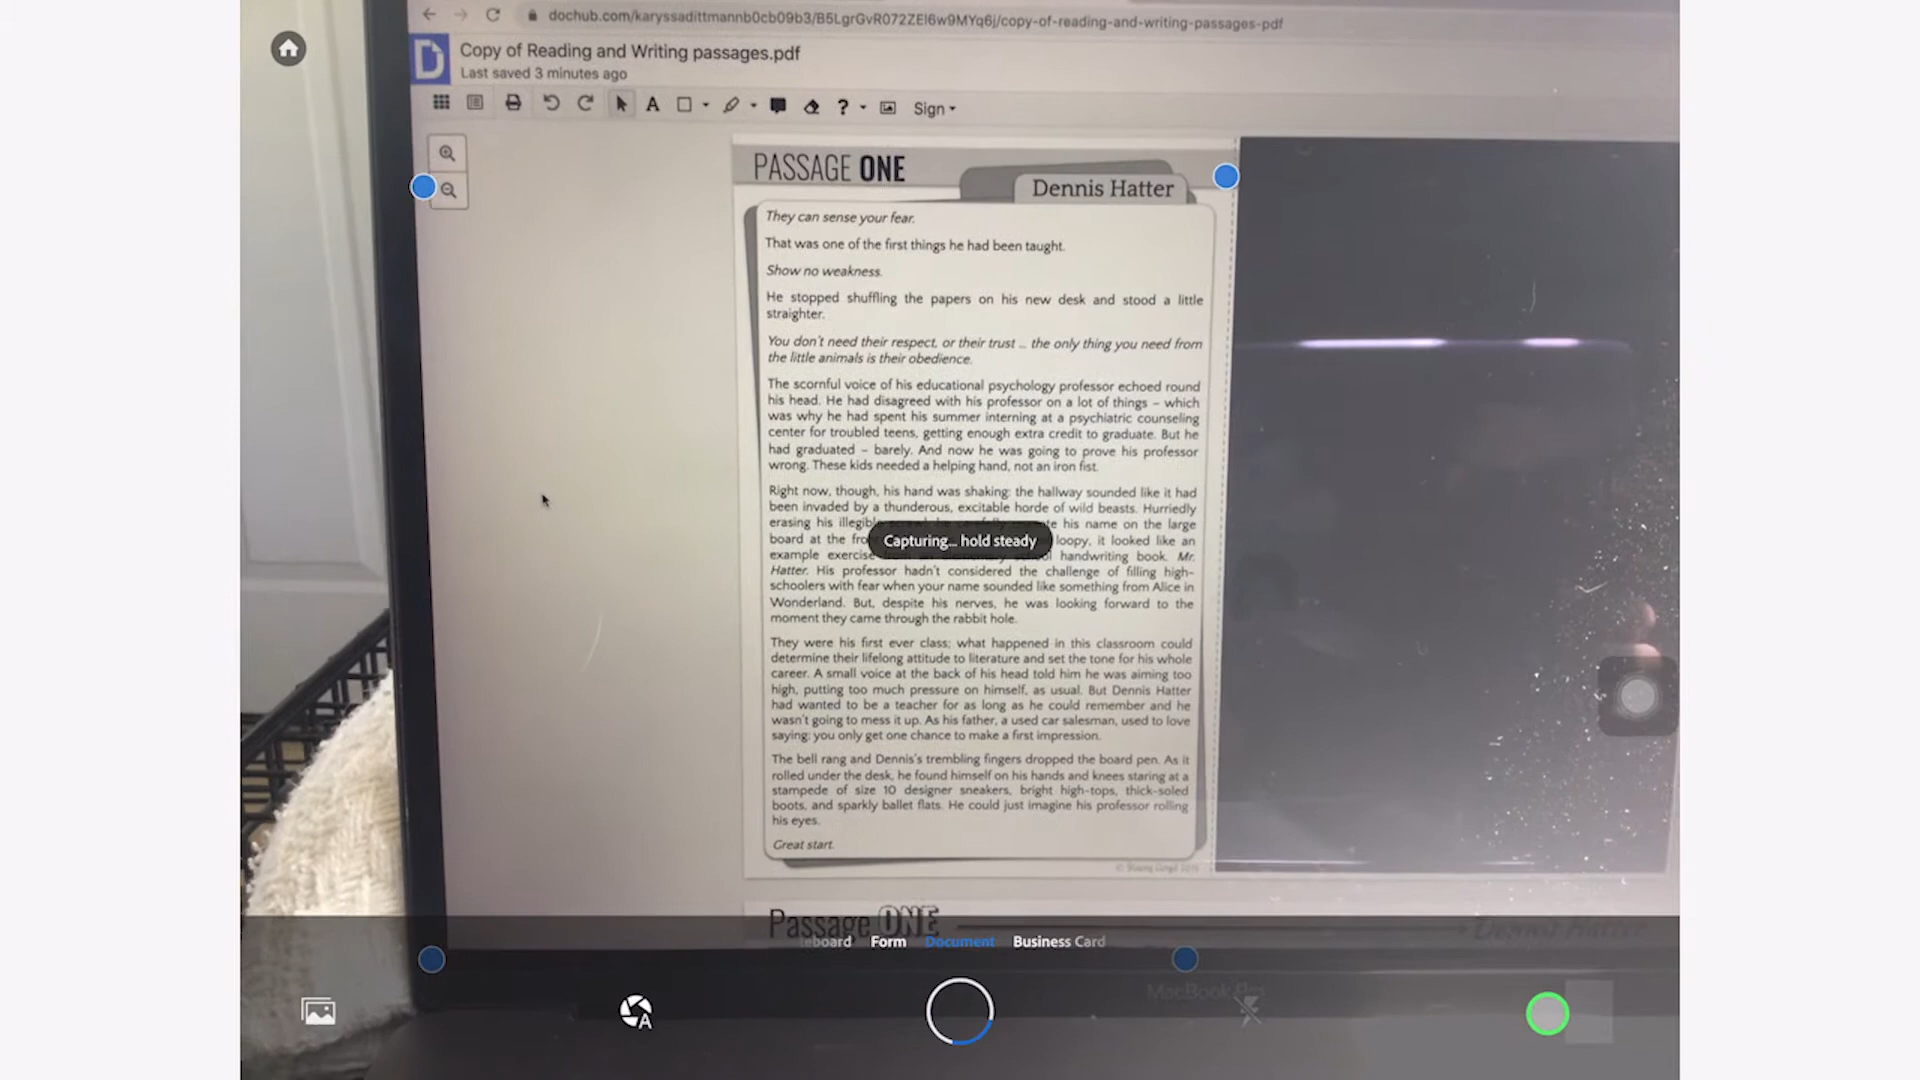 dochub.com/karyssadittmannb0cb09b3/B5LgrGvR072ZEI6w9MYq6j/copy-of-reading-and-writing-passages-pdf
Copy of Reading and Writing passages.pdf
Last saved 3 minutes ago
A ? Sign
PASSAGE ONE
Dennis Hatter
They can sense your fear.
That was one of the first things he had been taught.
Show no weakness.
He stopped shuffling the papers on his new desk and stood a little
straighter.
You don't need their respect, or their trust ... the only thing you need from
the little animals is their obedience.
The scornful voice of his educational psychology professor echoed round
his head. He had disagreed with his professor on a lot of things – which
was why he had spent his summer interning at a psychiatric counseling
center for troubled teens, getting enough extra credit to graduate. But he
had graduated – barely. And now he was going to prove his professor
wrong. These kids needed a helping hand, not an iron fist.
Right now, though, his hand was shaking: the hallway sounded like it had
been invaded by a thunderous, excitable horde of wild beasts. Hurriedly
erasing his his name on the large
board at the loopy, it looked like an
example exercise handwriting book. Mr.
Hatter. His professor hadn't considered the challenge of filling high-
schoolers with fear when your name sounded like something from Alice in
Wonderland. But, despite his nerves, he was looking forward to the
moment they came through the rabbit hole.
They were his first ever class; what happened in this classroom could
determine their lifelong attitude to literature and set the tone for his whole
career. A small voice at the back of his head told him he was aiming too
high, putting too much pressure on himself, as usual. But Dennis Hatter
had wanted to be a teacher for as long as he could remember and he
wasn't going to mess it up. As his father, a used car salesman, used to love
saying: you only get one chance to make a first impression.
The bell rang and Dennis's trembling fingers dropped the board pen. As it
rolled under the desk, he found himself on his hands and knees staring at a
stampede of size 10 designer sneakers, bright high-tops, thick-soled
boots, and sparkly ballet flats. He could just imagine his professor rolling
his eyes.
Great start.
Capturing... hold steady
Passage ONE
Dennis Hatter
Form Document Business Card
MacBook Pro
A